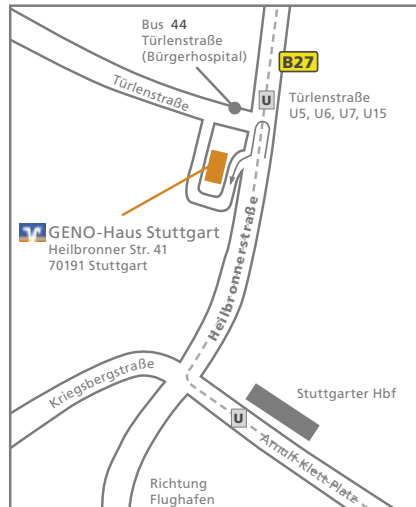 Bus 44
Türlenstraße
(Bürgerhospital)
B27
Türlenstraße
U
Türlenstraße
U5, U6, U7, U15
GENO-Haus Stuttgart
Heilbronner Str. 41
70191 Stuttgart
Heilbronnerstraße
Kriegsbergstraße
Stuttgarter Hbf
U
Arnulf-Klett-Platz
Richtung
Flughafen